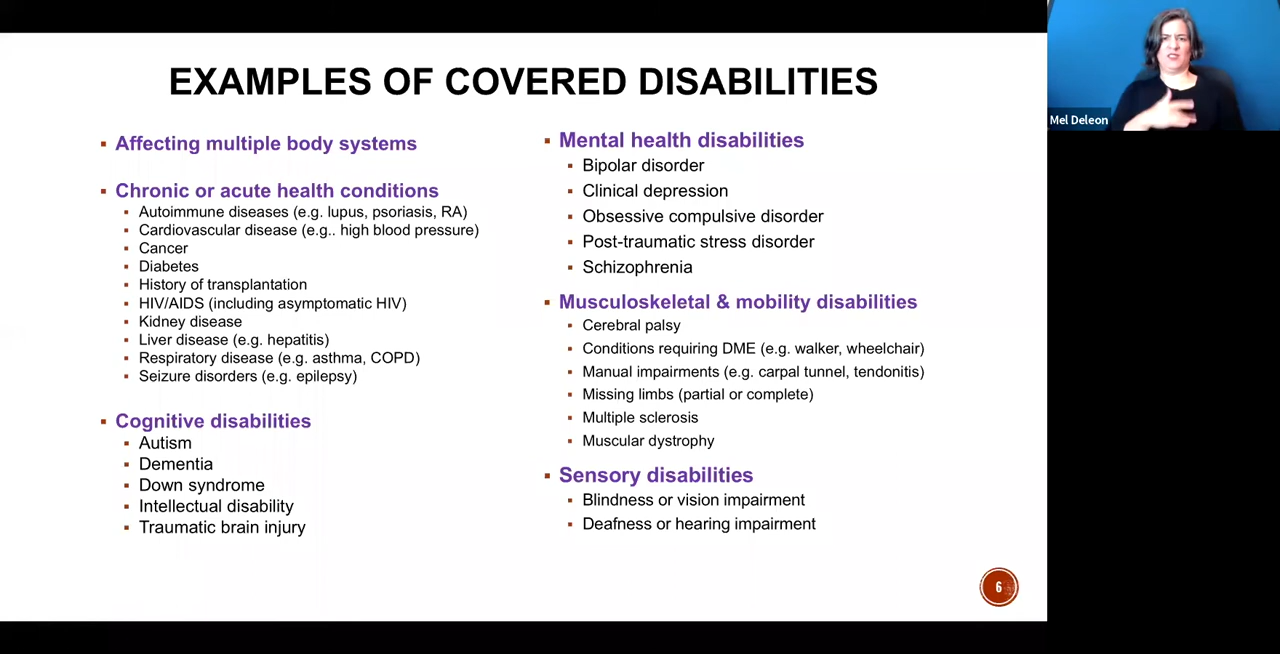 EXAMPLES OF COVERED DISABILITIES
Affecting multiple body systems
Chronic or acute health conditions
Autoimmune diseases (e.g. lupus, psoriasis, RA)
Cardiovascular disease (e.g.. high blood pressure)
Cancer
Diabetes
History of transplantation
HIV/AIDS (including asymptomatic HIV)
Kidney disease
Liver disease (e.g. hepatitis)
Respiratory disease (e.g. asthma, COPD)
Seizure disorders (e.g. epilepsy)
Cognitive disabilities
Autism
Dementia
Down syndrome
Intellectual disability
Traumatic brain injury
Mental health disabilities
Bipolar disorder
Clinical depression
Obsessive compulsive disorder
Post-traumatic stress disorder
Schizophrenia
Musculoskeletal & mobility disabilities
Cerebral palsy
Conditions requiring DME (e.g. walker, wheelchair)
Manual impairments (e.g. carpal tunnel, tendonitis)
Missing limbs (partial or complete)
Multiple sclerosis
Muscular dystrophy
Sensory disabilities
Blindness or vision impairment
Deafness or hearing impairment
6
Mel Deleon